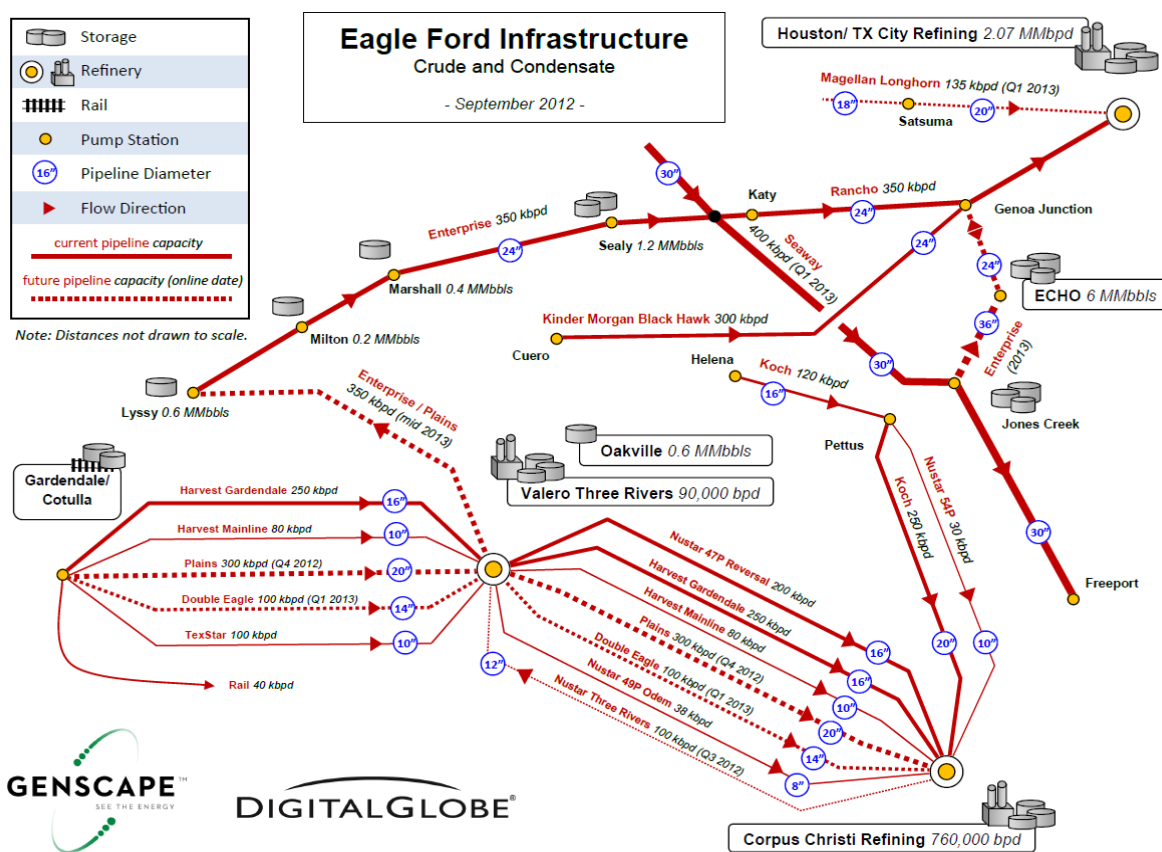 Storage
Refinery
Rail
Pump Station
16" Pipeline Diameter
Flow Direction
current pipeline capacity
future pipeline capacity (online date)
Note: Distances not drawn to scale.
Eagle Ford Infrastructure
Crude and Condensate
- September 2012 -
Houston/ TX City Refining 2.07 MMbpd
Magellan Longhorn 135 kbpd (Q1 2013)
18"
Satsuma
20"
30"
Katy
Rancho 350 kbpd
24"
Genoa Junction
Enterprise 350 kbpd
24"
Sealy 1.2 MMbbls
Seaway
400 kbpd (Q1 2013)
24"
24"
ECHO 6 MMbbls
Marshall 0.4 MMbbls
Milton 0.2 MMbbls
Kinder Morgan Black Hawk 300 kbpd
Cuero
36"
Enterprise
(2013)
Helena
Koch 120 kbpd
16"
30"
Jones Creek
Lyssy 0.6 MMbbls
Enterprise / Plains
350 kbpd (mid 2013)
Pettus
Oakville 0.6 MMbbls
Valero Three Rivers 90,000 bpd
Gardendale/
Cotulla
Koch 250 kbpd
Nustar 54P 30 kbpd
30"
Freeport
Harvest Gardendale 250 kbpd
16"
Harvest Mainline 80 kbpd
10"
Plains 300 kbpd (Q4 2012)
20"
Double Eagle 100 kbpd (Q1 2013)
14"
TexStar 100 kbpd
10"
Rail 40 kbpd
Nustar 47P Reversal 200 kbpd
Harvest Gardendale 250 kbpd
Harvest Mainline 80 kbpd
Plains 300 kbpd (Q4 2012)
Double Eagle 100 kbpd (Q1 2013)
Nustar 49P Odem 38 kbpd
Nustar Three Rivers 100 kbpd (Q3 2012)
12"
16"
20"
10"
16"
10"
20"
14"
8"
GENSCAPE™
SEE THE ENERGY
DIGITALGLOBE®
Corpus Christi Refining 760,000 bpd